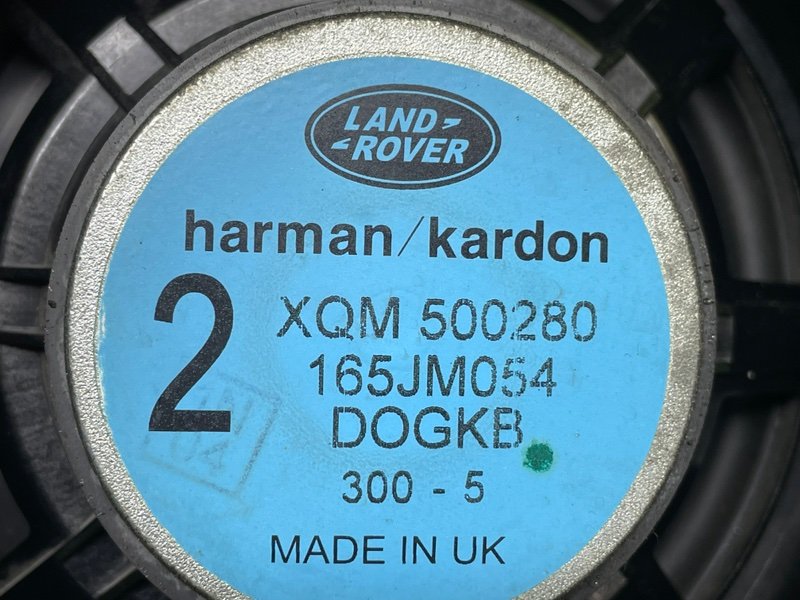 LAND
ROVER
harman/kardon
2
XQM 500280
165JM054
DOGKB
300 - 5
MADE IN UK